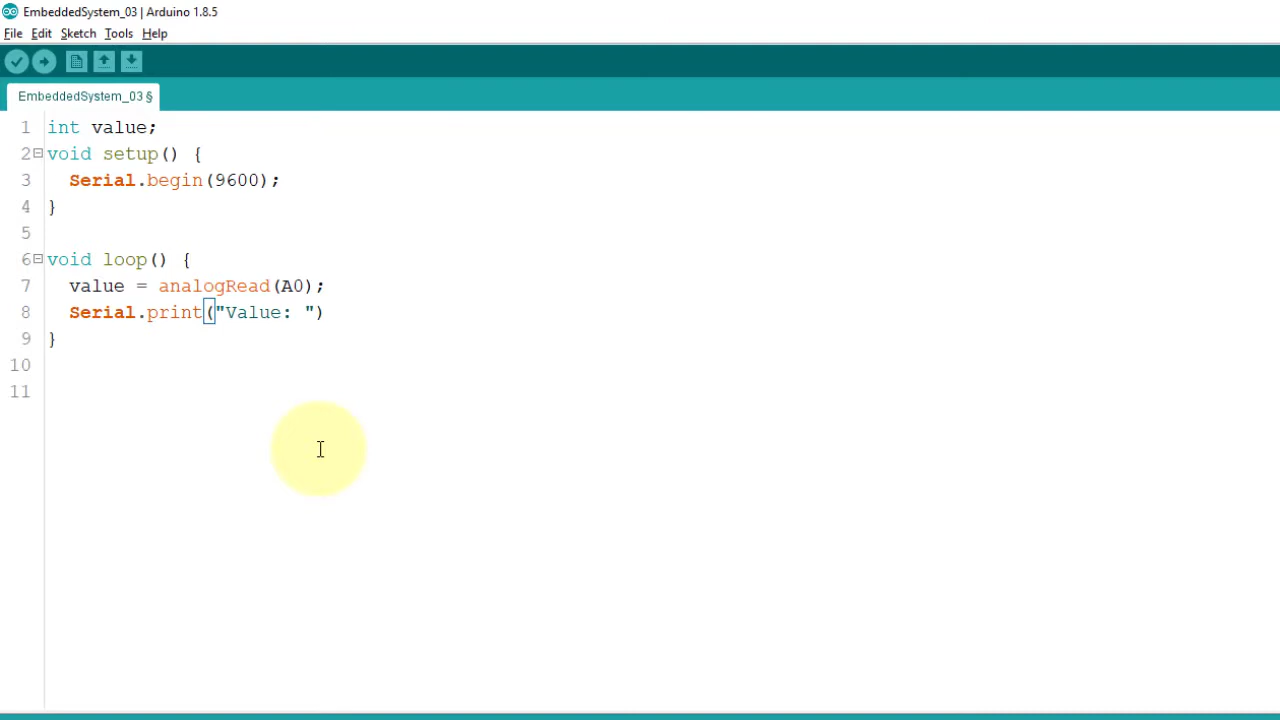 EmbeddedSystem_03 | Arduino 1.8.5
File Edit Sketch Tools Help
EmbeddedSystem_03 §
1 int value;
2 void setup() {
3   Serial.begin(9600);
4 }
5
6 void loop() {
7   value = analogRead(A0);
8   Serial.print("Value: ")
9 }
10
11